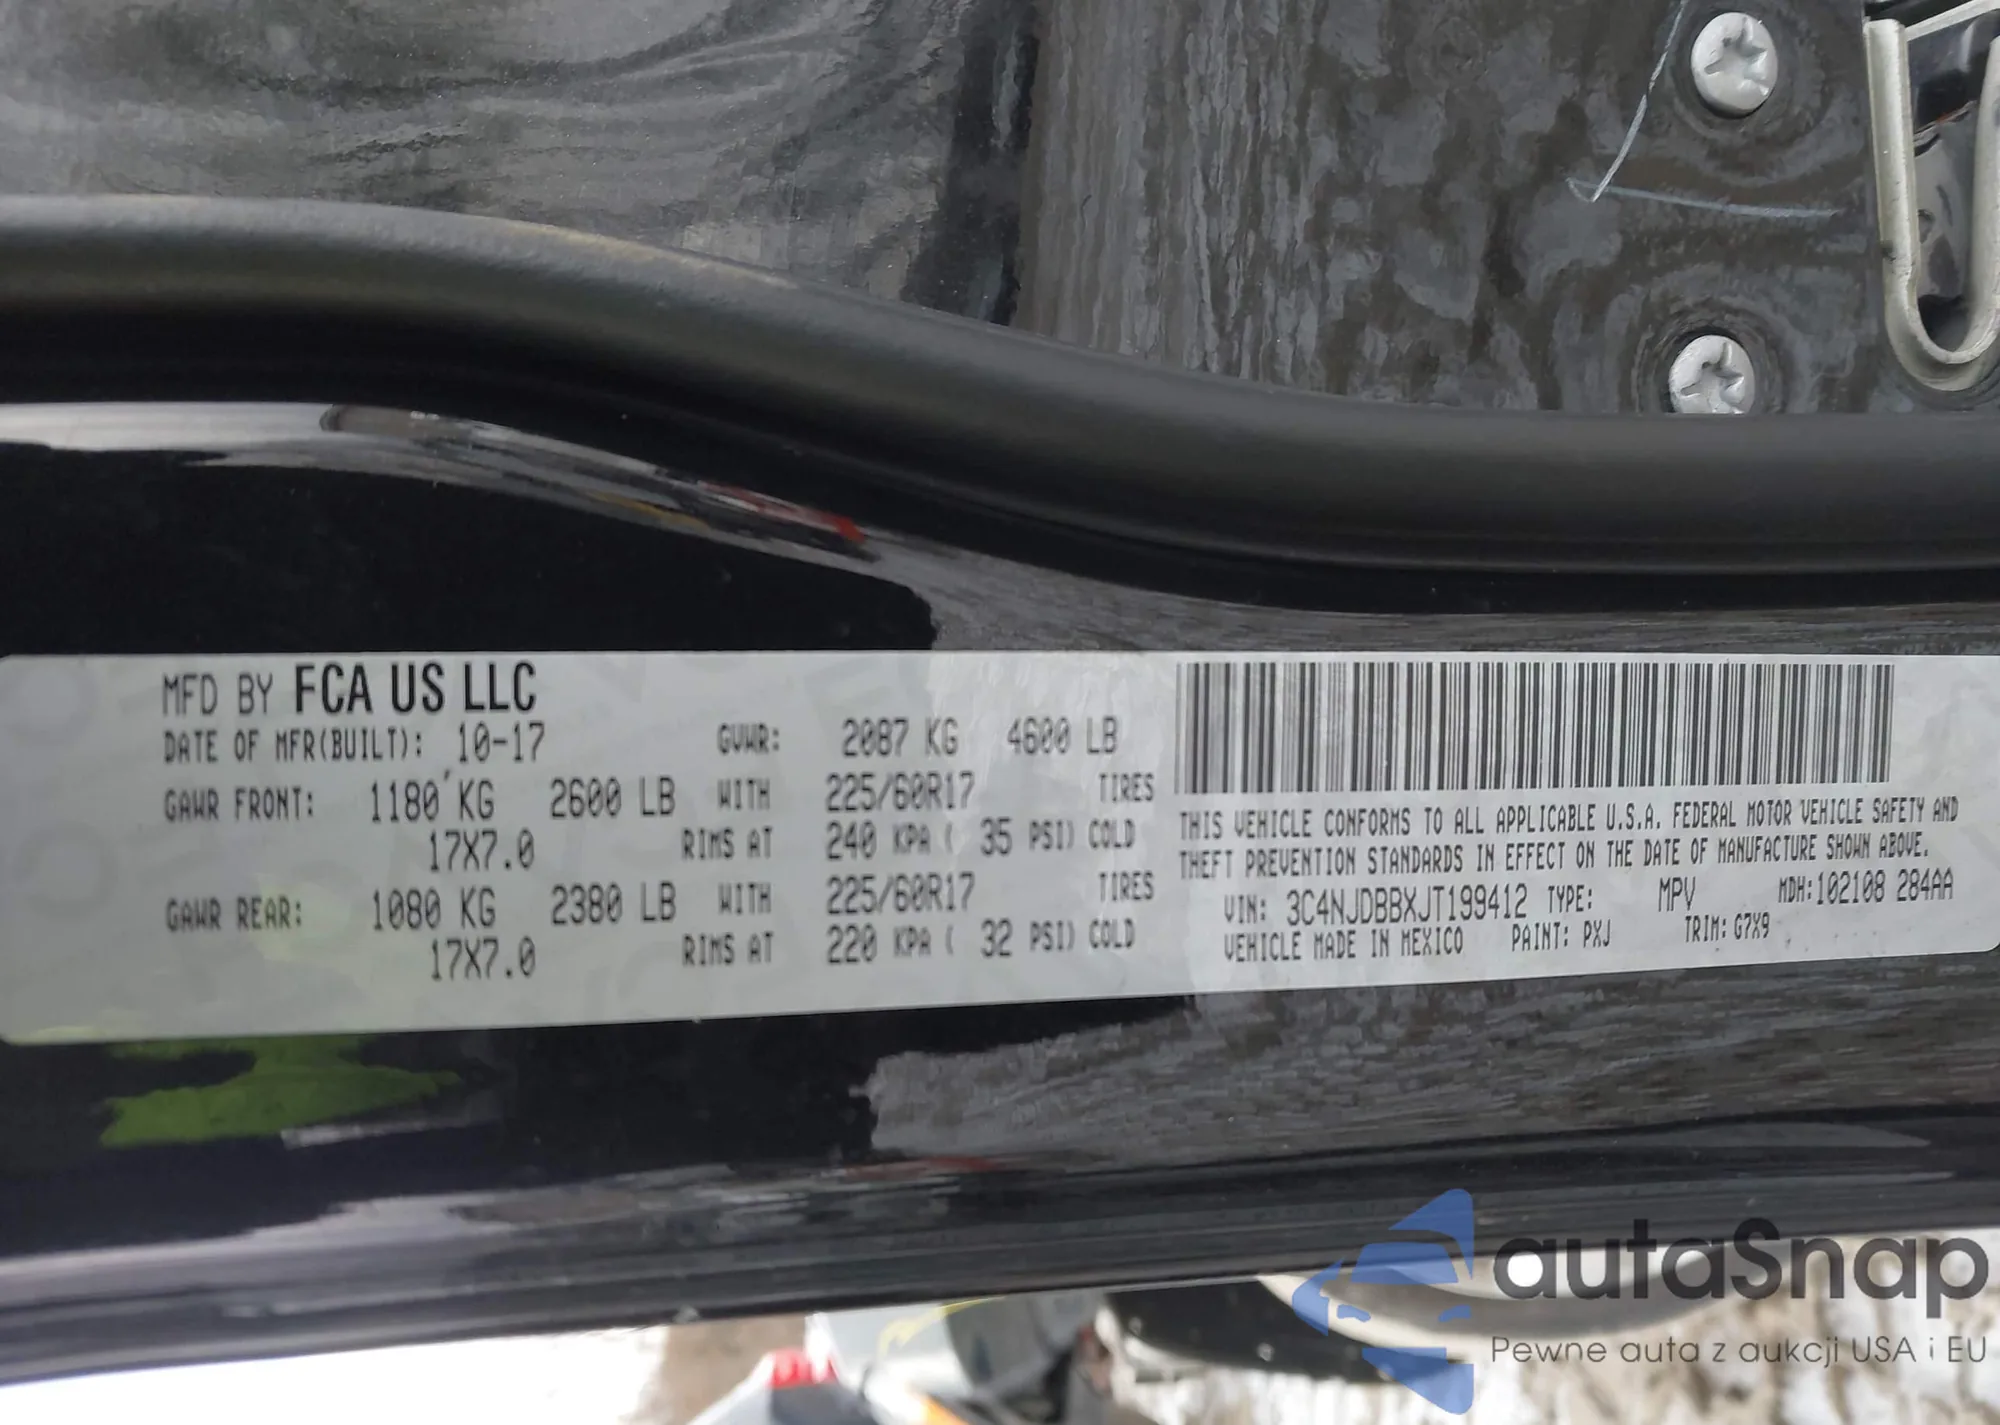 MFD BY FCA US LLC
DATE OF MFR(BUILT): 10-17 GVWR: 2087 KG 4600 LB
GAWR FRONT: 1180 KG 2600 LB WITH 225/60R17 TIRES
17X7.0 RIMS AT 240 KPA ( 35 PSI) COLD
GAWR REAR: 1080 KG 2380 LB WITH 225/60R17 TIRES
17X7.0 RIMS AT 220 KPA ( 32 PSI) COLD
THIS VEHICLE CONFORMS TO ALL APPLICABLE U.S.A. FEDERAL MOTOR VEHICLE SAFETY AND
THEFT PREVENTION STANDARDS IN EFFECT ON THE DATE OF MANUFACTURE SHOWN ABOVE.
VIN: 3C4NJDBBXJT199412 TYPE: MPV MDH:102108 284AA
VEHICLE MADE IN MEXICO PAINT: PXJ TRIM: G7X9
autaSnap
Pewne auta z aukcji USA i EU